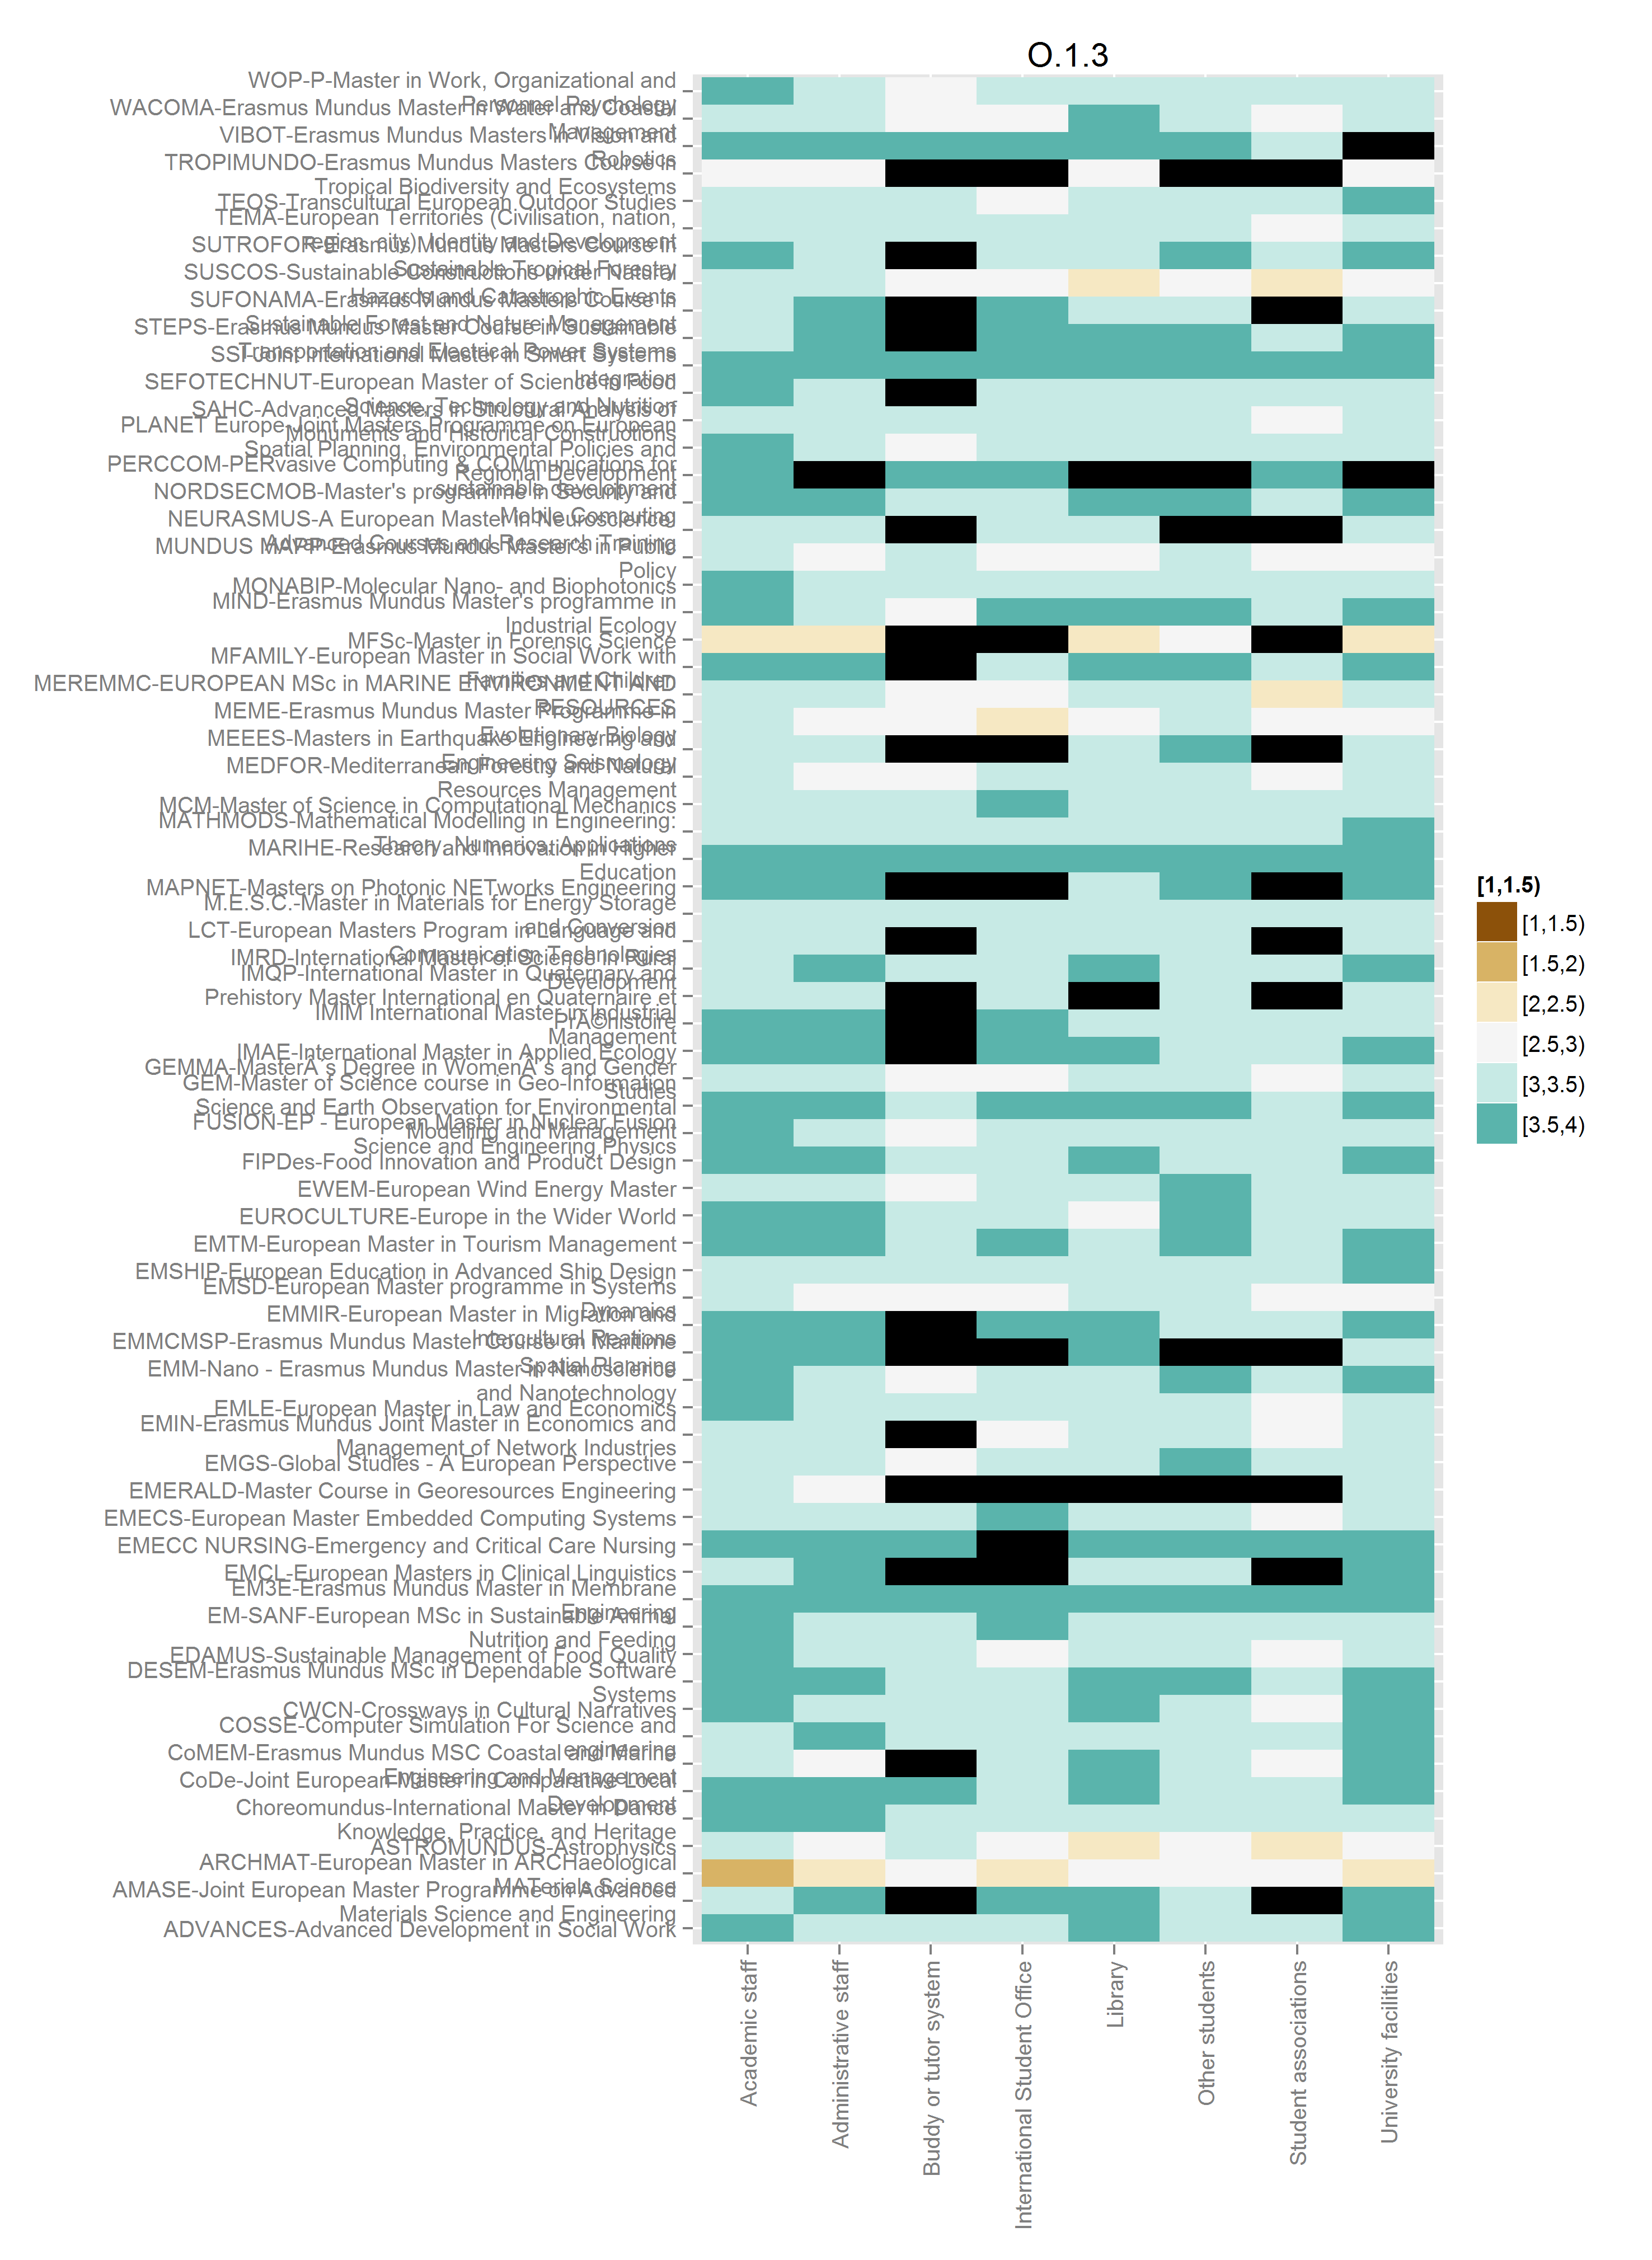 O.1.3
WOP-P-Master in Work, Organizational and
Personnel Psychology
WACOMA-Erasmus Mundus Master in Water and Coastal
Management
VIBOT-Erasmus Mundus Masters in Vision and
Robotics
TROPIMUNDO-Erasmus Mundus Masters Course in
Tropical Biodiversity and Ecosystems
TEOS-Transcultural European Outdoor Studies
TEMA-European Territories (Civilisation, nation,
region, city), Identity and Development
SUTROFOR-Erasmus Mundus Masters Course in
Sustainable Tropical Forestry
SUSCOS-Sustainable Constructions under Natural
Hazards and Catastrophic Events
SUFONAMA-Erasmus Mundus Masters Course in
Sustainable Forest and Nature Management
STEPS-Erasmus Mundus Master Course in Sustainable
Transportation and Electrical Power Systems
SSI-Joint International Master in Smart Systems
Integration
SEFOTECHNUT-European Master of Science in Food
Science, Technology and Nutrition
SAHC-Advanced Masters in Structural Analysis of
Monuments and Historical Constructions
PLANET Europe-Joint Masters Programme on European
Spatial Planning, Environmental Policies and
Regional Development
PERCCOM-PERvasive Computing & COMmunications for
sustainable development
NORDSECMOB-Master's programme in Security and
Mobile Computing
NEURASMUS-A European Master in Neuroscience:
Advanced Courses and Research Training
MUNDUS MAPP-Erasmus Mundus Master's in Public
Policy
MONABIP-Molecular Nano- and Biophotonics
MIND-Erasmus Mundus Master's programme in
Industrial Ecology
MFSc-Master in Forensic Science
MFAMILY-European Master in Social Work with
Families and Children
MEREMMC-EUROPEAN MSc in MARINE ENVIRONMENT AND
RESOURCES
MEME-Erasmus Mundus Master Programme in
Evolutionary Biology
MEEES-Masters in Earthquake Engineering and
Engineering Seismology
MEDFOR-Mediterranean Forestry and Natural
Resources Management
MCM-Master of Science in Computational Mechanics
MATHMODS-Mathematical Modelling in Engineering:
Theory, Numerics, Applications
MARIHE-Research and Innovation in Higher
Education
MAPNET-Masters on Photonic NETworks Engineering
M.E.S.C.-Master in Materials for Energy Storage
and Conversion
LCT-European Masters Program in Language and
Communication Technologies
IMRD-International Master of Science in Rural
Development
IMQP-International Master in Quaternary and
Prehistory Master International en Quaternaire et
PrÃ©histoire
IMIM International Master in Industrial
Management
IMAE-International Master in Applied Ecology
GEMMA-MasterÂ´s Degree in WomenÂ´s and Gender
Studies
GEM-Master of Science course in Geo-Information
Science and Earth Observation for Environmental
Modelling and Management
FUSION-EP - European Master in Nuclear Fusion
Science and Engineering Physics
FIPDes-Food Innovation and Product Design
EWEM-European Wind Energy Master
EUROCULTURE-Europe in the Wider World
EMTM-European Master in Tourism Management
EMSHIP-European Education in Advanced Ship Design
EMSD-European Master programme in Systems
Dynamics
EMMIR-European Master in Migration and
Intercultural Reations
EMMCMSP-Erasmus Mundus Master Course on Maritime
Spatial Planning
EMM-Nano - Erasmus Mundus Master in Nanoscience
and Nanotechnology
EMLE-European Master in Law and Economics
EMIN-Erasmus Mundus Joint Master in Economics and
Management of Network Industries
EMGS-Global Studies - A European Perspective
EMERALD-Master Course in Georesources Engineering
EMECS-European Master Embedded Computing Systems
EMECC NURSING-Emergency and Critical Care Nursing
EMCL-European Masters in Clinical Linguistics
EM3E-Erasmus Mundus Master in Membrane
Engineering
EM-SANF-European MSc in Sustainable Animal
Nutrition and Feeding
EDAMUS-Sustainable Management of Food Quality
DESEM-Erasmus Mundus MSc in Dependable Software
Systems
CWCN-Crossways in Cultural Narratives
COSSE-Computer Simulation For Science and
engineering
CoMEM-Erasmus Mundus MSC Coastal and Marine
Engineering and Management
CoDe-Joint European Master in Comparative Local
Development
Choreomundus-International Master in Dance
Knowledge, Practice, and Heritage
ASTROMUNDUS-Astrophysics
ARCHMAT-European Master in ARCHaeological
MATerials Science
AMASE-Joint European Master Programme on Advanced
Materials Science and Engineering
ADVANCES-Advanced Development in Social Work
Academic staff
Administrative staff
Buddy or tutor system
International Student Office
Library
Other students
Student associations
University facilities
[1,1.5)
[1,1.5)
[1.5,2)
[2,2.5)
[2.5,3)
[3,3.5)
[3.5,4)